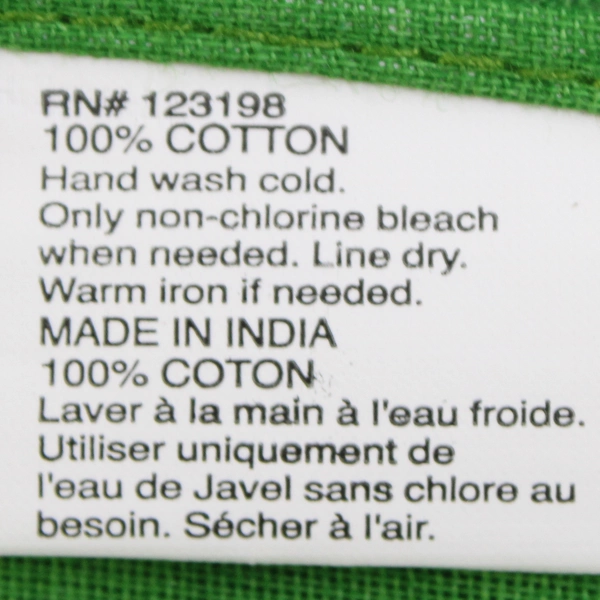 RN# 123198
100% COTTON
Hand wash cold.
Only non-chlorine bleach
when needed. Line dry.
Warm iron if needed.
MADE IN INDIA
100% COTON
Laver à la main à l'eau froide.
Utiliser uniquement de
l'eau de Javel sans chlore au
besoin. Sécher à l'air.